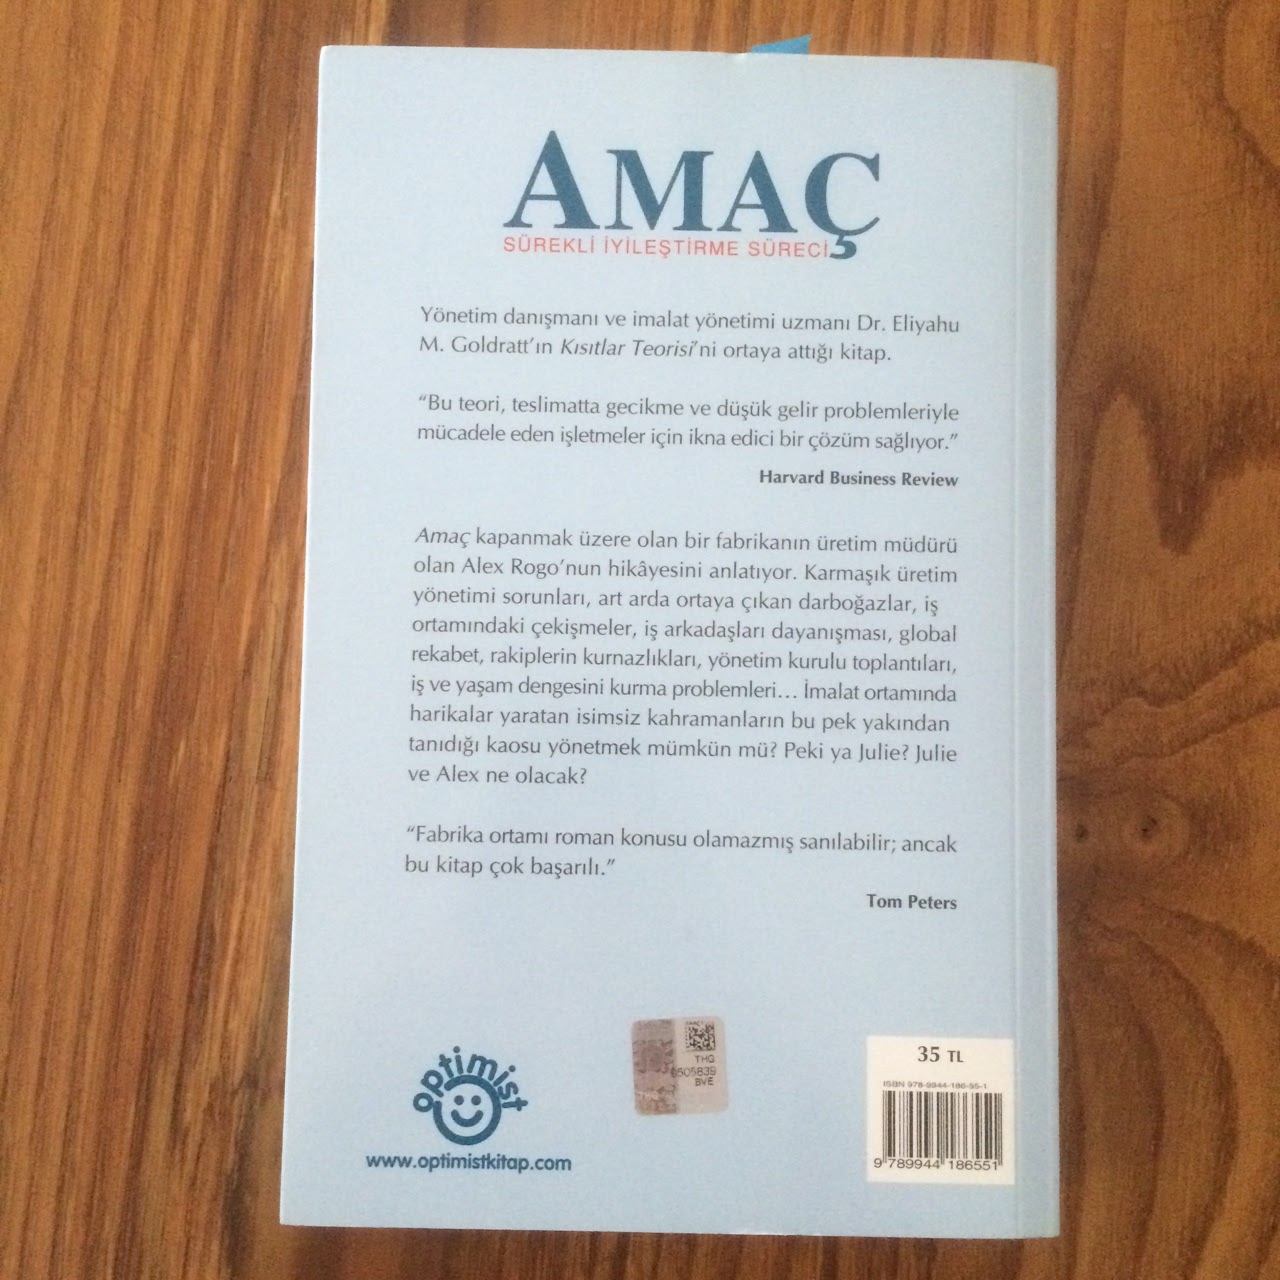 AMAÇ
SÜREKLİ İYİLEŞTİRME SÜRECİ
Yönetim danışmanı ve imalat yönetimi uzmanı Dr. Eliyahu
M. Goldratt’ın Kısıtlar Teorisi’ni ortaya attığı kitap.
“Bu teori, teslimatta gecikme ve düşük gelir problemleriyle
mücadele eden işletmeler için ikna edici bir çözüm sağlıyor.”
Harvard Business Review
Amaç kapanmak üzere olan bir fabrikanın üretim müdürü
olan Alex Rogo’nun hikâyesini anlatıyor. Karmaşık üretim
yönetimi sorunları, art arda ortaya çıkan darboğazlar, iş
ortamındaki çekişmeler, iş arkadaşları dayanışması, global
rekabet, rakiplerin kurnazlıkları, yönetim kurulu toplantıları,
iş ve yaşam dengesini kurma problemleri... İmalat ortamında
harikalar yaratan isimsiz kahramanların bu pek yakından
tanıdığı kaosu yönetmek mümkün mü? Peki ya Julie? Julie
ve Alex ne olacak?
“Fabrika ortamı roman konusu olamazmış sanılabilir; ancak
bu kitap çok başarılı.”
Tom Peters
optimist
www.optimistkitap.com
THG
6505839
BVE
35 TL
ISBN 978-9944-186-55-1
9 789944 186551